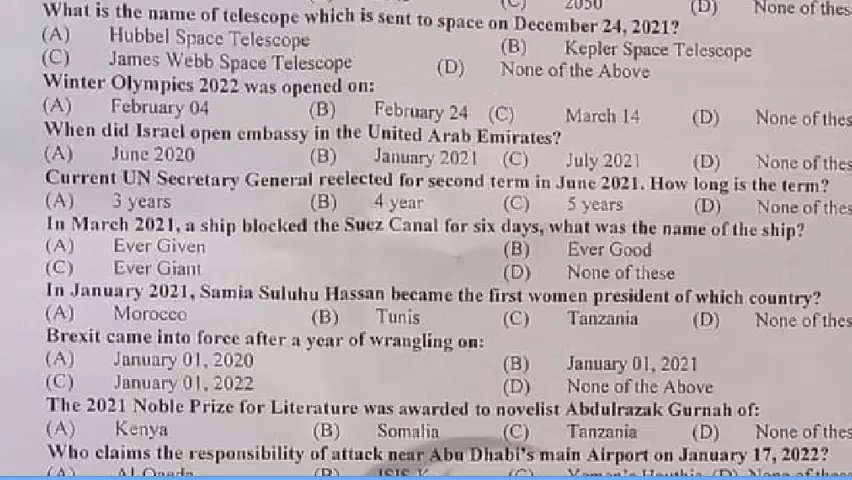 (C) 2030 (D) None of thes
What is the name of telescope which is sent to space on December 24, 2021?
(A) Hubbel Space Telescope (B) Kepler Space Telescope
(C) James Webb Space Telescope (D) None of the Above
Winter Olympics 2022 was opened on:
(A) February 04 (B) February 24 (C) March 14 (D) None of thes
When did Israel open embassy in the United Arab Emirates?
(A) June 2020 (B) January 2021 (C) July 2021 (D) None of thes
Current UN Secretary General reelected for second term in June 2021. How long is the term?
(A) 3 years (B) 4 year (C) 5 years (D) None of thes
In March 2021, a ship blocked the Suez Canal for six days, what was the name of the ship?
(A) Ever Given (B) Ever Good
(C) Ever Giant (D) None of these
In January 2021, Samia Suluhu Hassan became the first women president of which country?
(A) Morocco (B) Tunis (C) Tanzania (D) None of thes
Brexit came into force after a year of wrangling on:
(A) January 01, 2020 (B) January 01, 2021
(C) January 01, 2022 (D) None of the Above
The 2021 Noble Prize for Literature was awarded to novelist Abdulrazak Gurnah of:
(A) Kenya (B) Somalia (C) Tanzania (D) None of thes
Who claims the responsibility of attack near Abu Dhabi's main Airport on January 17, 2022?
(A) Al Qaeda (B) ISIS K (C) Yemen's Houthis (D) None of these